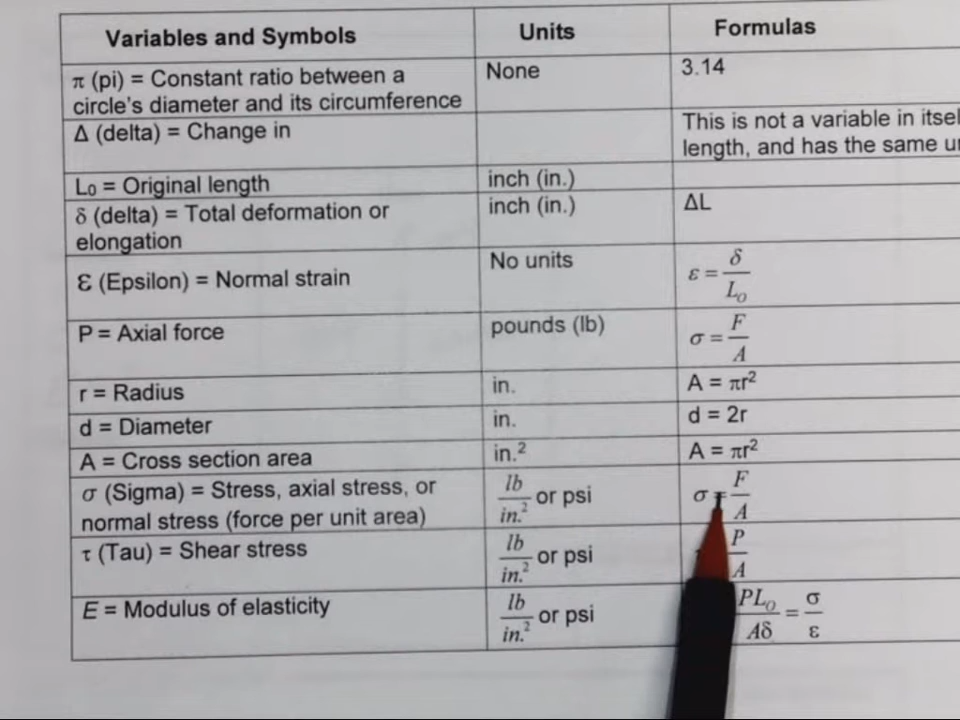 Variables and Symbols Units Formulas
π (pi) = Constant ratio between a None 3.14
circle's diameter and its circumference
Δ (delta) = Change in This is not a variable in
length, and has the same
L₀ = Original length inch (in.)
δ (delta) = Total deformation or inch (in.) ΔL
elongation
ε (Epsilon) = Normal strain No units ε = δ / L₀
P = Axial force pounds (lb) σ = F / A
r = Radius in. A = πr²
d = Diameter in. d = 2r
A = Cross section area in.² A = πr²
σ (Sigma) = Stress, axial stress, or lb / in.² or psi σ = F / A
normal stress (force per unit area)
τ (Tau) = Shear stress lb / in.² or psi P / A
E = Modulus of elasticity lb / in.² or psi PL₀ / Aδ = σ / ε